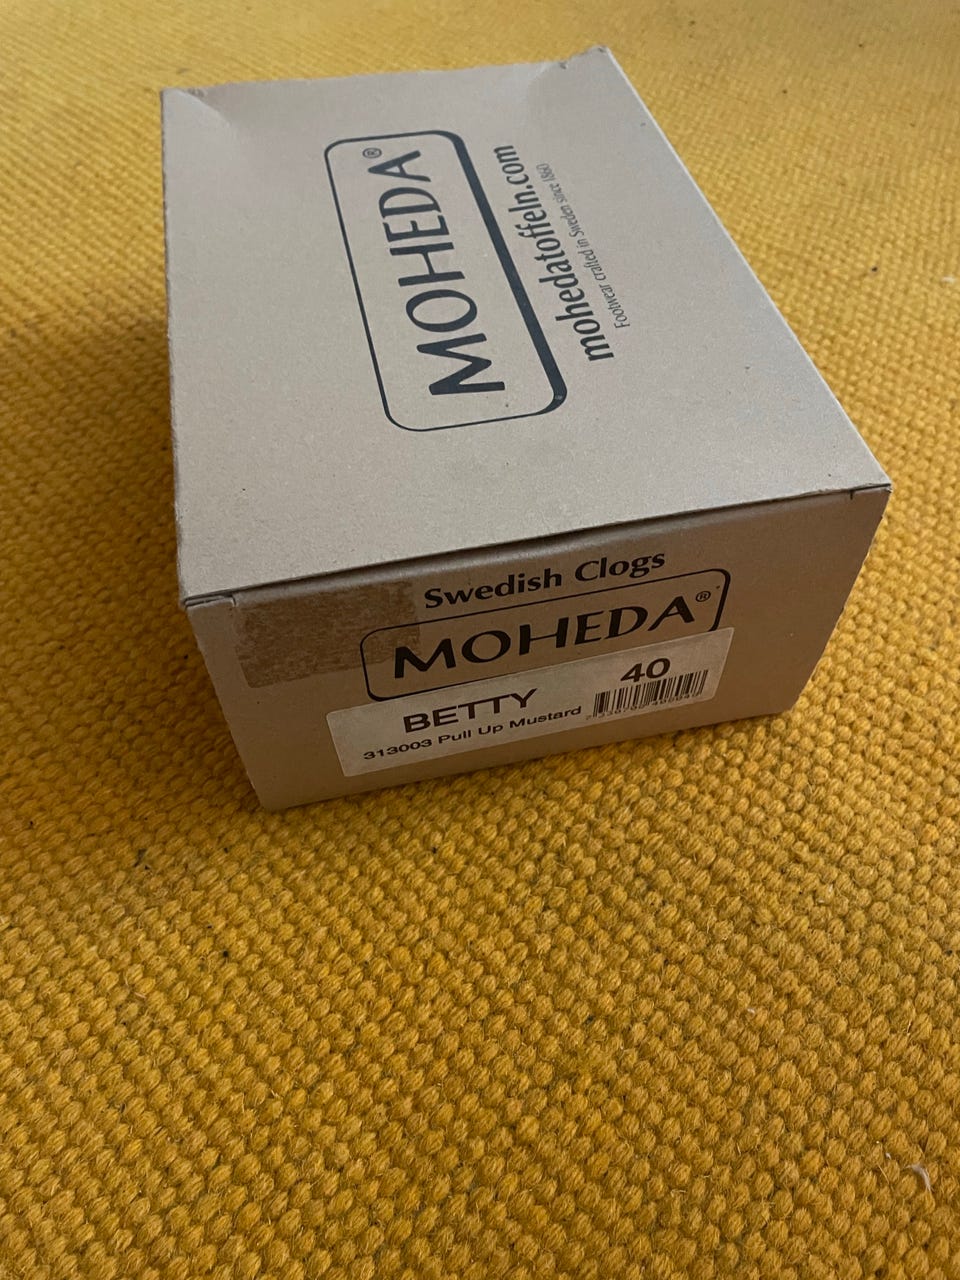 MOHEDA®
mohedatoffeln.com
Footwear crafted in Sweden since 1860
Swedish Clogs
MOHEDA®
BETTY 40
313003 Pull Up Mustard